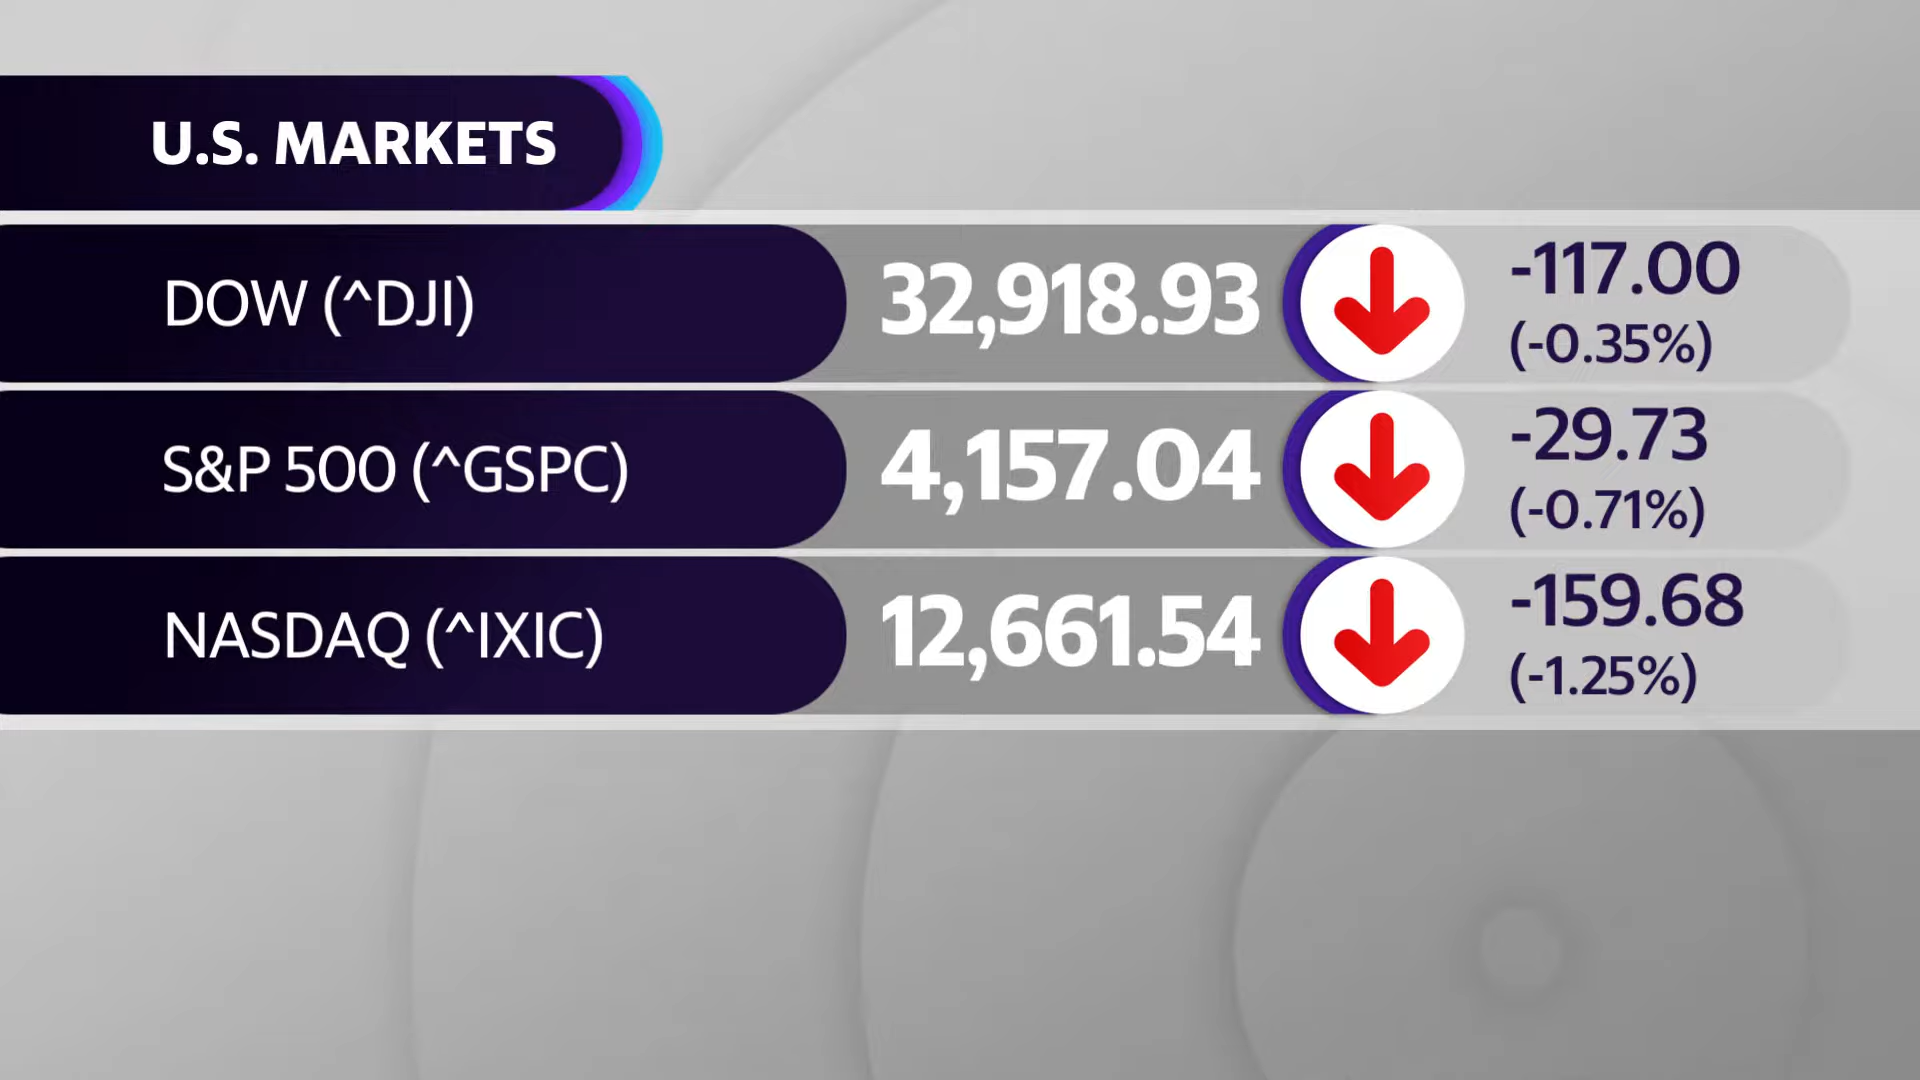 U.S. MARKETS
DOW (^DJI) 32,918.93 -117.00
(-0.35%)
S&P 500 (^GSPC) 4,157.04 -29.73
(-0.71%)
NASDAQ (^IXIC) 12,661.54 -159.68
(-1.25%)